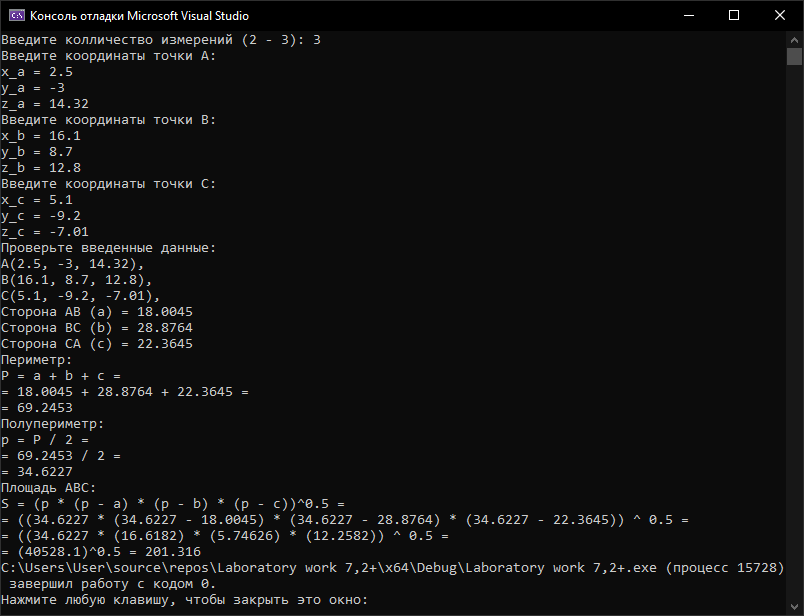 Консоль отладки Microsoft Visual Studio
Введите колличество измерений (2 - 3): 3
Введите координаты точки A:
x_a = 2.5
y_a = -3
z_a = 14.32
Введите координаты точки B:
x_b = 16.1
y_b = 8.7
z_b = 12.8
Введите координаты точки C:
x_c = 5.1
y_c = -9.2
z_c = -7.01
Проверьте введенные данные:
A(2.5, -3, 14.32),
B(16.1, 8.7, 12.8),
C(5.1, -9.2, -7.01),
Сторона AB (a) = 18.0045
Сторона BC (b) = 28.8764
Сторона CA (c) = 22.3645
Периметр:
P = a + b + c =
= 18.0045 + 28.8764 + 22.3645 =
= 69.2453
Полупериметр:
p = P / 2 =
= 69.2453 / 2 =
= 34.6227
Площадь ABC:
S = (p * (p - a) * (p - b) * (p - c))^0.5 =
= ((34.6227 * (34.6227 - 18.0045) * (34.6227 - 28.8764) * (34.6227 - 22.3645)) ^ 0.5 =
= ((34.6227 * (16.6182) * (5.74626) * (12.2582)) ^ 0.5 =
= (40528.1)^0.5 = 201.316
C:\Users\User\source\repos\Laboratory work 7,2+\x64\Debug\Laboratory work 7,2+.exe (процесс 15728)
завершил работу с кодом 0.
Нажмите любую клавишу, чтобы закрыть это окно: